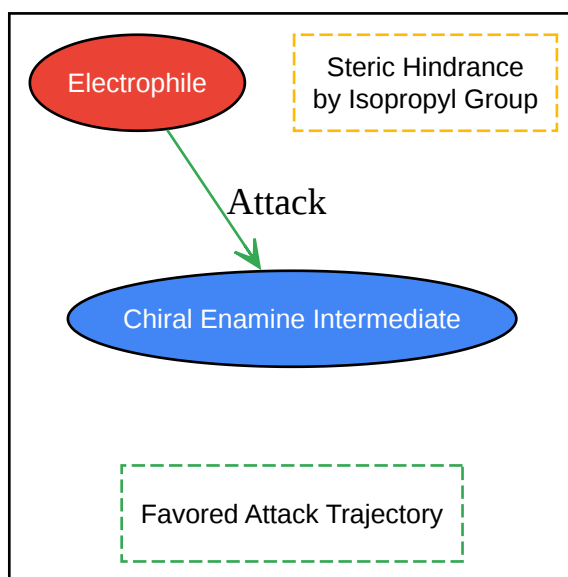 Electrophile
Steric Hindrance
by Isopropyl Group
Attack
Chiral Enamine Intermediate
Favored Attack Trajectory